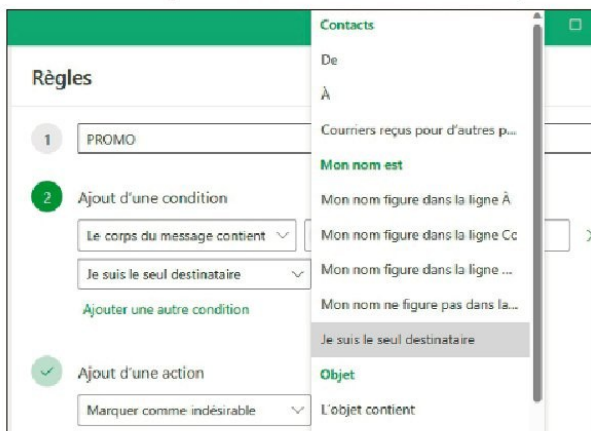 Règles
1
PROMO
2
Ajout d'une condition
Le corps du message contient
Je suis le seul destinataire
Ajouter une autre condition
Ajout d'une action
Marquer comme indésirable
Contacts
De
À
Courriers reçus pour d'autres p...
Mon nom est
Mon nom figure dans la ligne À
Mon nom figure dans la ligne Cc
Mon nom figure dans la ligne ...
Mon nom ne figure pas dans la...
Je suis le seul destinataire
Objet
L'objet contient